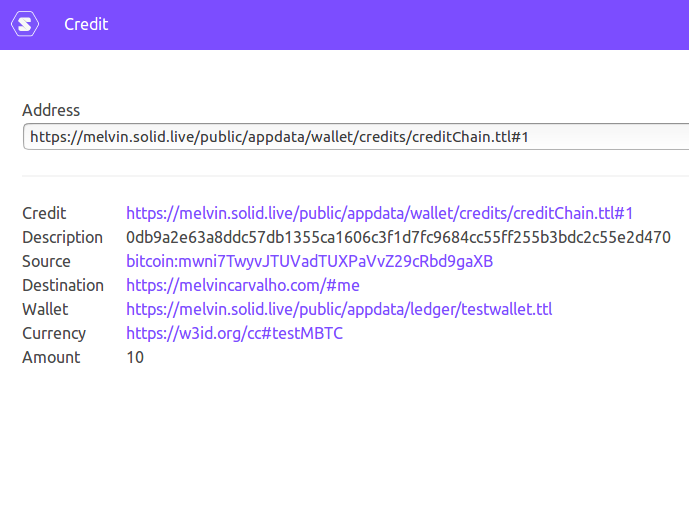 Credit
Address
https://melvin.solid.live/public/appdata/wallet/credits/creditChain.ttl#1
Credit https://melvin.solid.live/public/appdata/wallet/credits/creditChain.ttl#1
Description 0db9a2e63a8ddc57db1355ca1606c3f1d7fc9684cc55ff255b3bdc2c55e2d470
Source bitcoin:mwni7TwyvJTUVadTUXPaVvZ29cRbd9gaXB
Destination https://melvincarvalho.com/#me
Wallet https://melvin.solid.live/public/appdata/ledger/testwallet.ttl
Currency https://w3id.org/cc#testMBTC
Amount 10